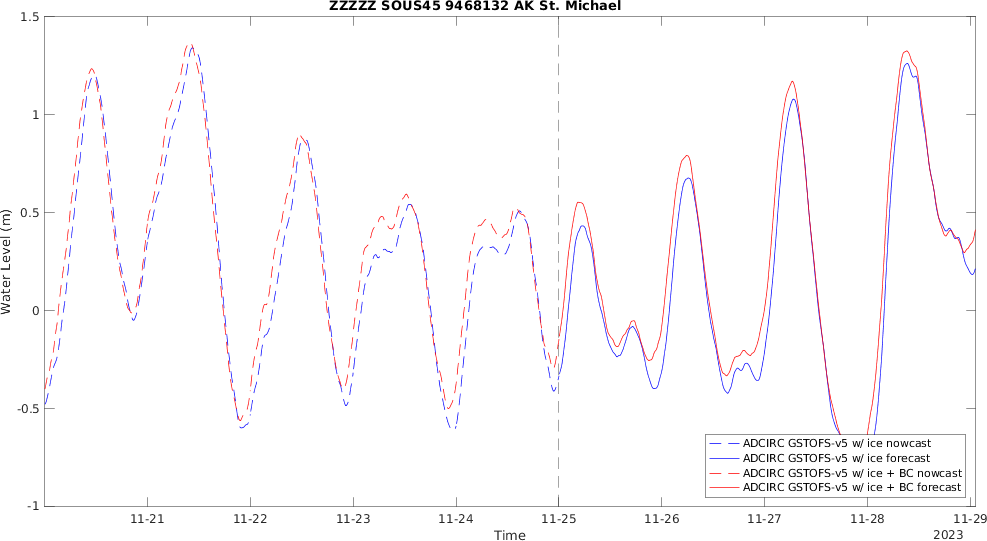 ZZZZZ SOUS45 9468132 AK St. Michael
1.5
1
0.5
0
-0.5
-1
Water Level (m)
11-21
11-22
11-23
11-24
11-25
11-26
11-27
11-28
11-29
Time
2023
ADCIRC GSTOFS-v5 w/ ice nowcast
ADCIRC GSTOFS-v5 w/ ice forecast
ADCIRC GSTOFS-v5 w/ ice + BC nowcast
ADCIRC GSTOFS-v5 w/ ice + BC forecast